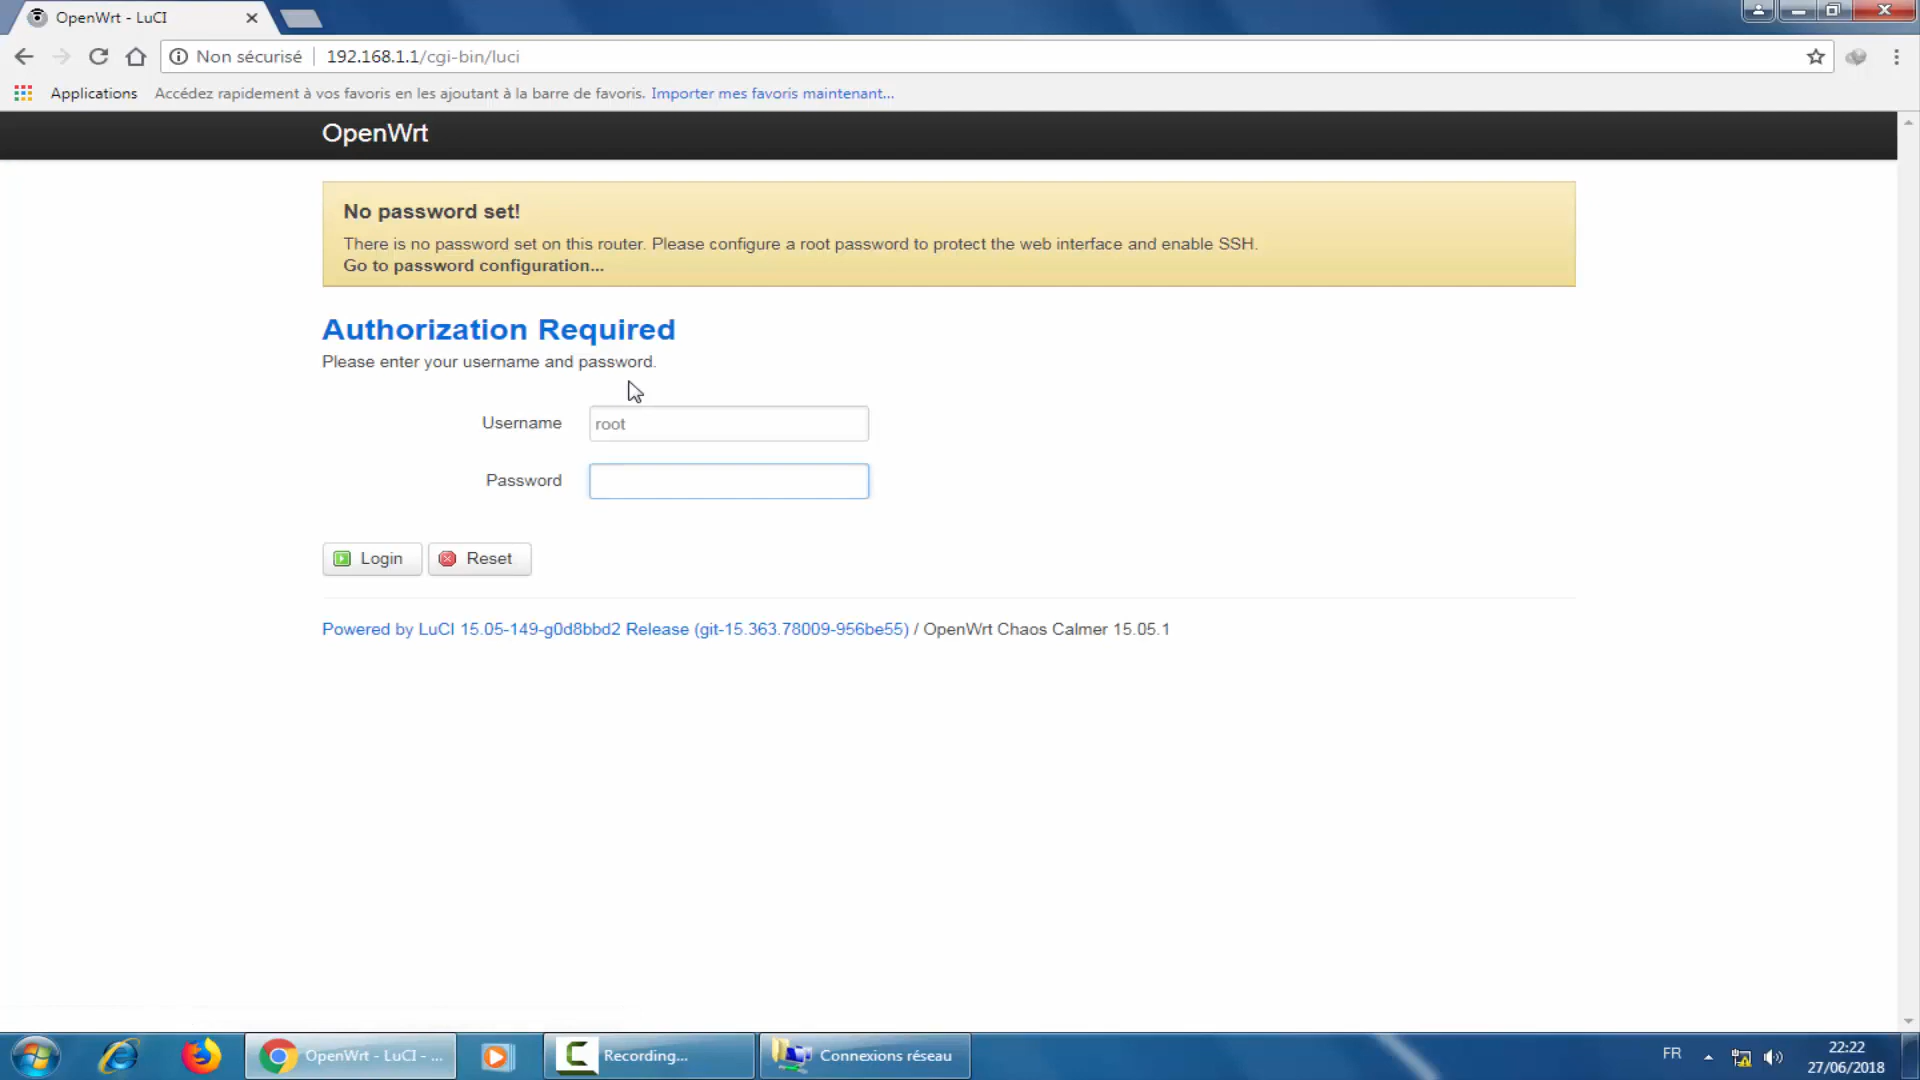 OpenWrt - LuCI
Non sécurisé 192.168.1.1/cgi-bin/luci
Applications Accédez rapidement à vos favoris en les ajoutant à la barre de favoris. Importer mes favoris maintenant...
OpenWrt
No password set!
There is no password set on this router. Please configure a root password to protect the web interface and enable SSH.
Go to password configuration...
Authorization Required
Please enter your username and password.
Username root
Password
Login Reset
Powered by LuCI 15.05-149-g0d8bbd2 Release (git-15.363.78009-956be55) / OpenWrt Chaos Calmer 15.05.1
OpenWrt - LuCI - ... Recording... Connexions réseau FR 22:22
27/06/2018